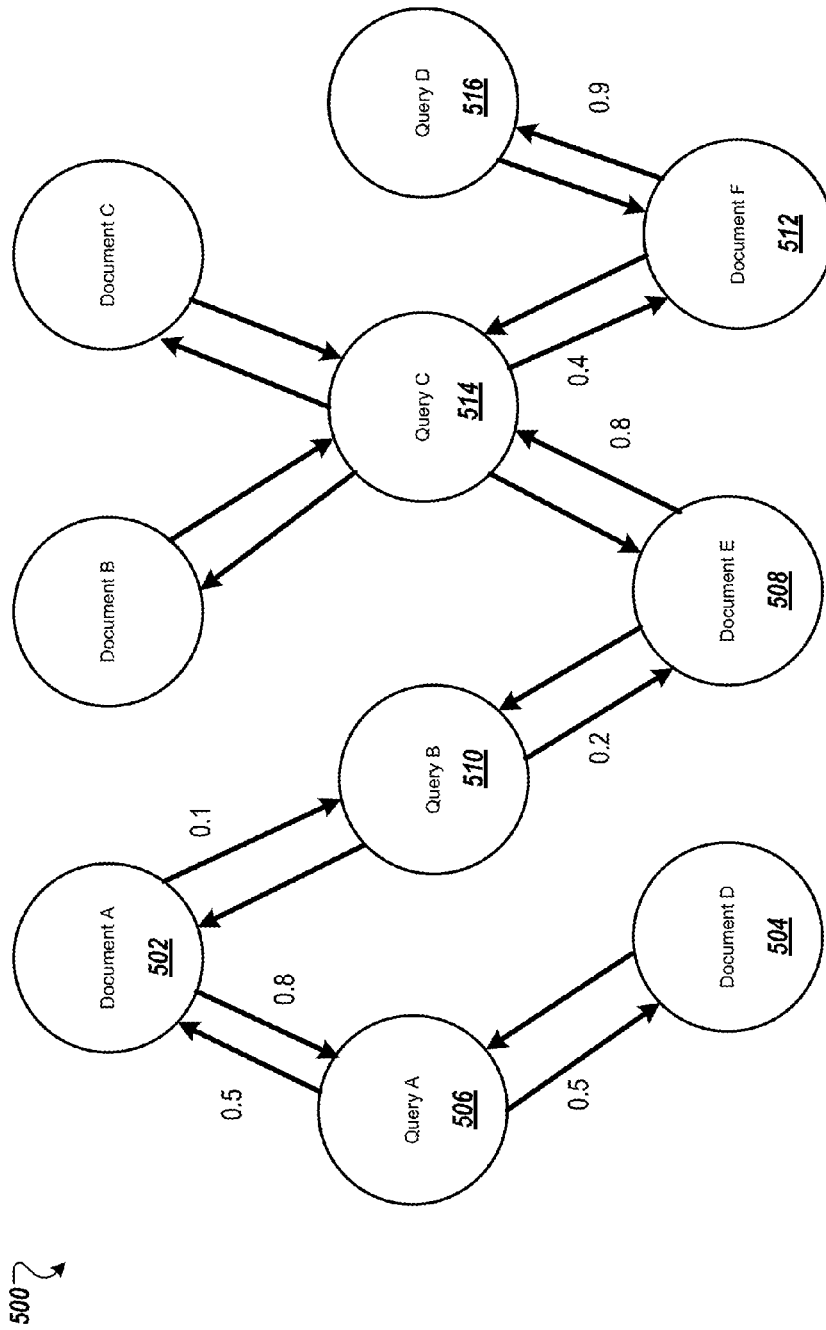 500
Document A
502
Document B
Document C
0.5
0.8
0.1
Query A
506
Query B
510
Query C
514
Query D
516
0.5
0.2
0.8
0.4
0.9
Document D
504
Document E
508
Document F
512